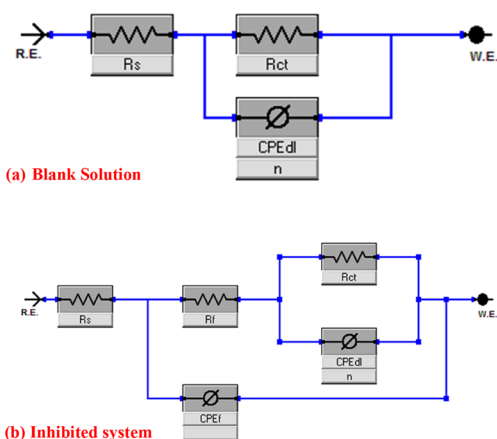 R.E.
Rs
Rct
W.E.
CPEdl
n
(a) Blank Solution
Rct
R.E.
Rs
Rf
W.E.
CPEdl
n
CPEf
(b) Inhibited system